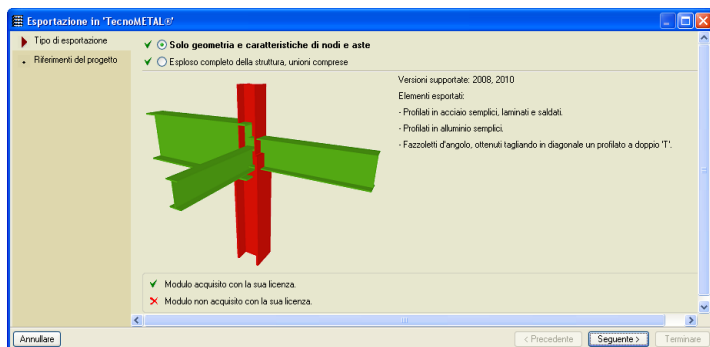 Esportazione in 'TecnoMETAL®'
Tipo di esportazione
Riferimenti del progetto
Solo geometria e caratteristiche di nodi e aste
Esploso completo della struttura, unioni comprese
Versioni supportate: 2008, 2010
Elementi esportati:
- Profilati in acciaio semplici, laminati e saldati.
- Profilati in alluminio semplici.
- Fazzoletti d'angolo, ottenuti tagliando in diagonale un profilato a doppio 'T'.
Modulo acquisito con la sua licenza.
Modulo non acquisito con la sua licenza.
Annullare
< Precedente
Seguente >
Terminare